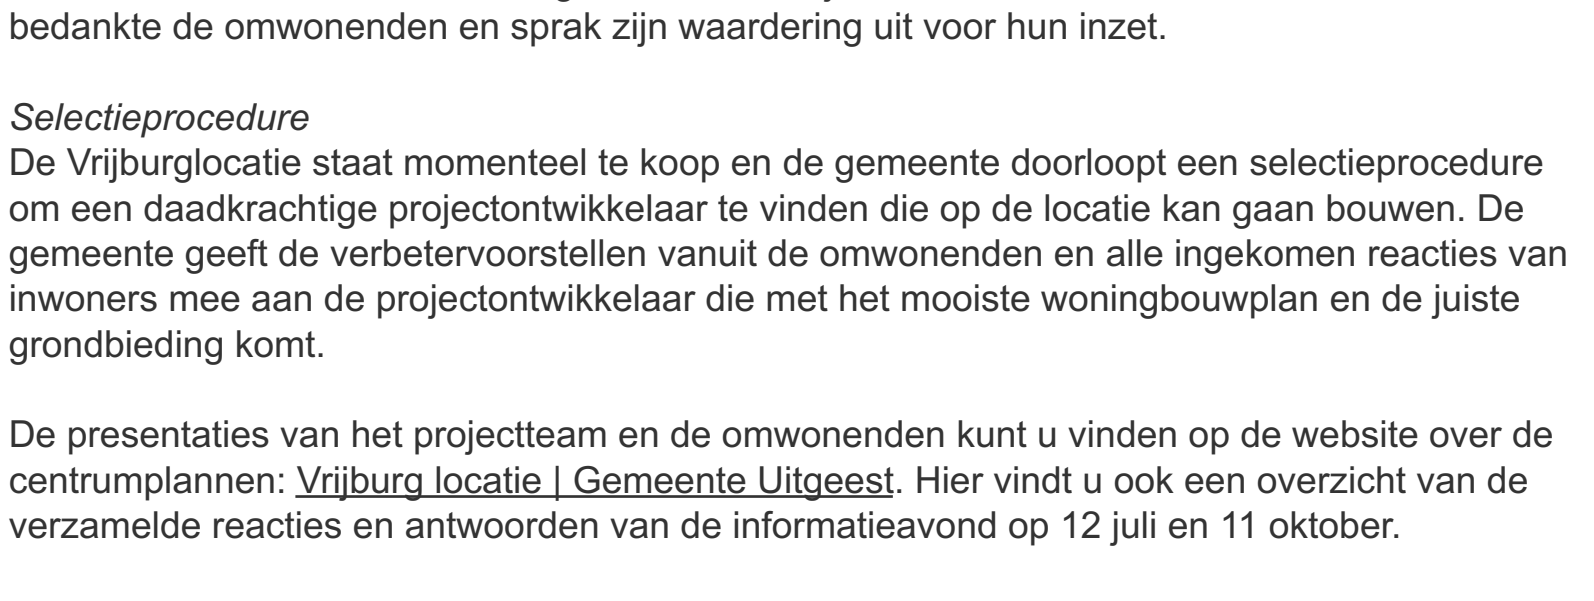 bedankte de omwonenden en sprak zijn waardering uit voor hun inzet.
Selectieprocedure
De Vrijburglocatie staat momenteel te koop en de gemeente doorloopt een selectieprocedure
om een daadkrachtige projectontwikkelaar te vinden die op de locatie kan gaan bouwen. De
gemeente geeft de verbetervoorstellen vanuit de omwonenden en alle ingekomen reacties van
inwoners mee aan de projectontwikkelaar die met het mooiste woningbouwplan en de juiste
grondbieding komt.
De presentaties van het projectteam en de omwonenden kunt u vinden op de website over de
centrumplannen: Vrijburg locatie | Gemeente Uitgeest. Hier vindt u ook een overzicht van de
verzamelde reacties en antwoorden van de informatieavond op 12 juli en 11 oktober.